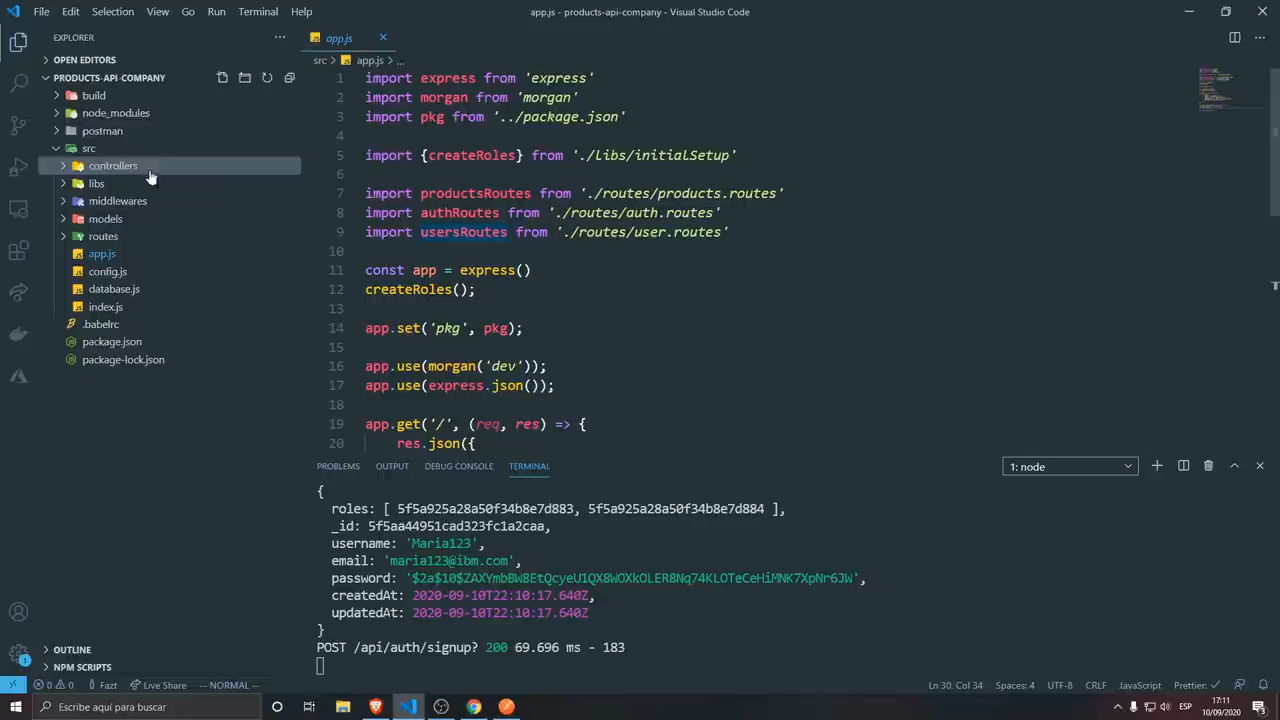 File Edit Selection View Go Run Terminal Help
app.js - products-api-company - Visual Studio Code
EXPLORER
OPEN EDITORS
PRODUCTS-API-COMPANY
build
node_modules
postman
src
controllers
libs
middlewares
models
routes
app.js
config.js
database.js
index.js
.babelrc
package.json
package-lock.json
OUTLINE
NPM SCRIPTS
app.js
src > app.js > ...
1 import express from 'express'
2 import morgan from 'morgan'
3 import pkg from '../package.json'
4
5 import {createRoles} from './libs/initialSetup'
6
7 import productsRoutes from './routes/products.routes'
8 import authRoutes from './routes/auth.routes'
9 import usersRoutes from './routes/user.routes'
10
11 const app = express()
12 createRoles();
13
14 app.set('pkg', pkg);
15
16 app.use(morgan('dev'));
17 app.use(express.json());
18
19 app.get('/', (req, res) => {
20 res.json({
PROBLEMS OUTPUT DEBUG CONSOLE TERMINAL
1: node
{
roles: [ 5f5a925a28a50f34b8e7d883, 5f5a925a28a50f34b8e7d884 ],
_id: 5f5aa44951cad323fc1a2caa,
username: 'Maria123',
email: 'maria123@ibm.com',
password: '$2a$10$ZAXYmbBW8EtQcyeU1QX8WOXkOLER8Nq74KLOTeCeHiMNK7XpNr6JW',
createdAt: 2020-09-10T22:10:17.640Z,
updatedAt: 2020-09-10T22:10:17.640Z
}
POST /api/auth/signup? 200 69.696 ms - 183
1
0 0 Fazt Live Share -- NORMAL --
Ln 30, Col 34 Spaces: 4 UTF-8 CRLF JavaScript Prettier: ✓
Escribe aquí para buscar
ESP
17:11
10/09/2020
3